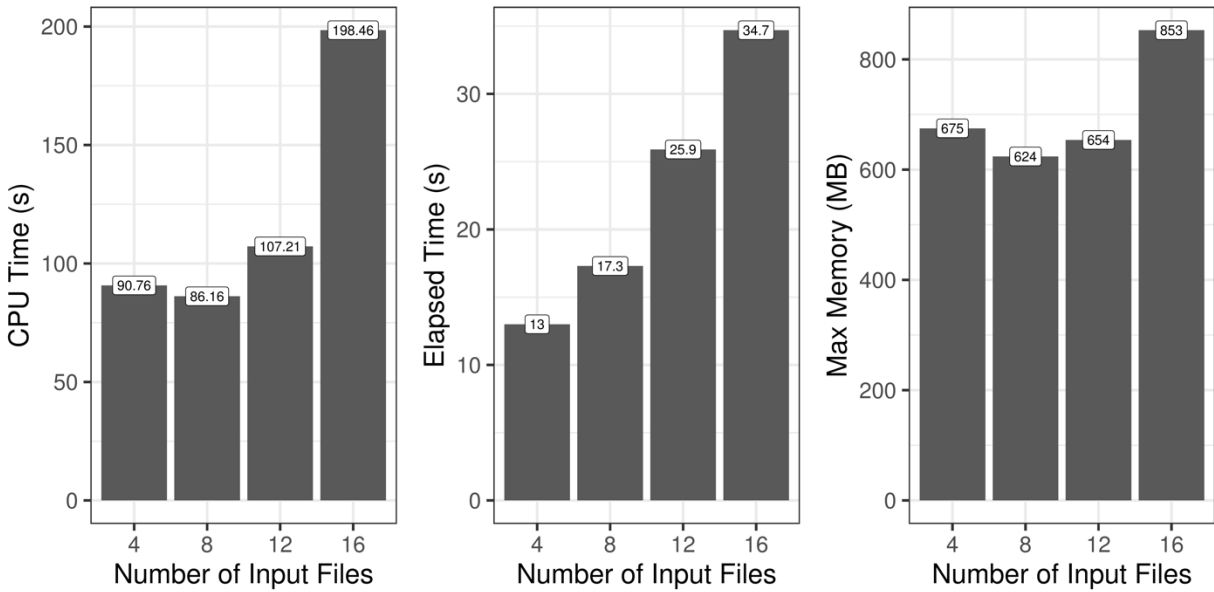 CPU Time (s)
200
150
100
50
0
90.76
86.16
107.21
198.46
4 8 12 16
Number of Input Files
Elapsed Time (s)
30
20
10
0
13
17.3
25.9
34.7
4 8 12 16
Number of Input Files
Max Memory (MB)
800
600
400
200
0
675
624
654
853
4 8 12 16
Number of Input Files